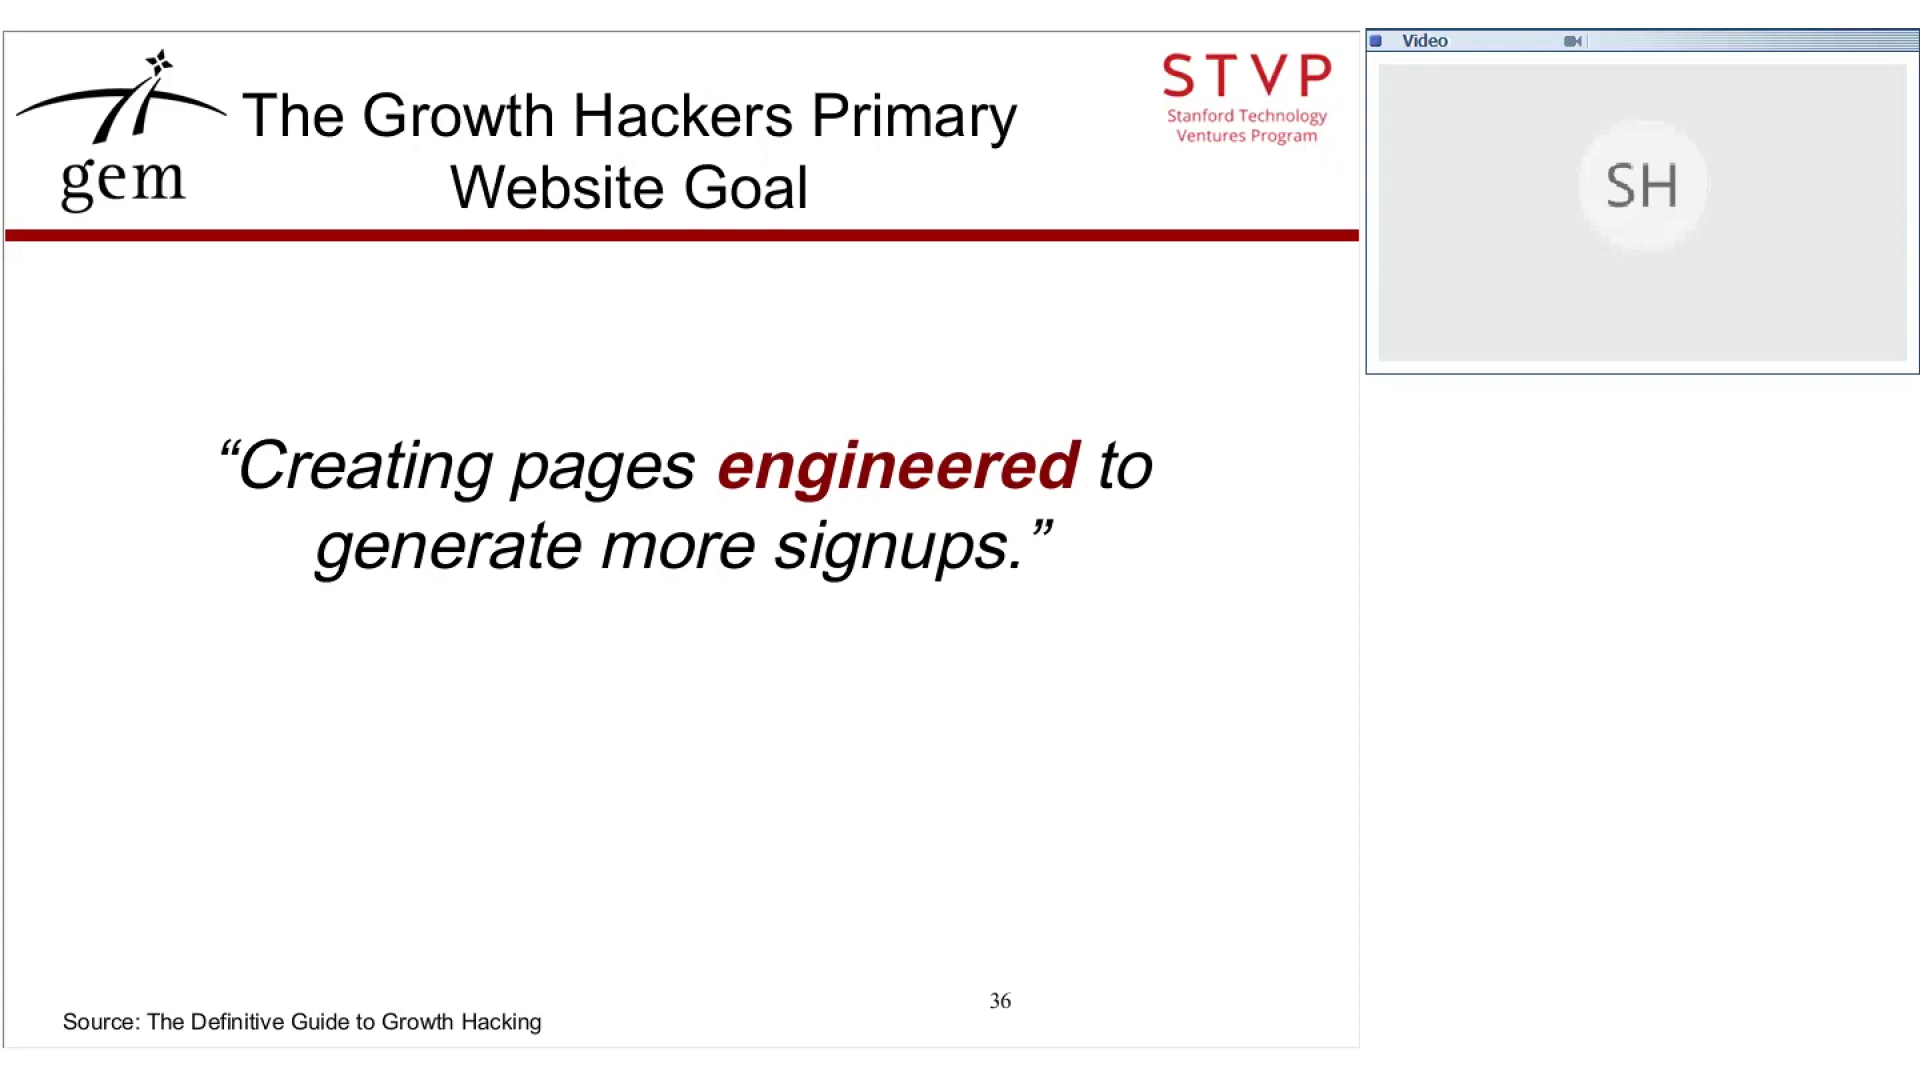 The Growth Hackers Primary
Website Goal
gem
STVP
Stanford Technology
Ventures Program
“Creating pages engineered to
generate more signups.”
36
Source: The Definitive Guide to Growth Hacking
Video
SH